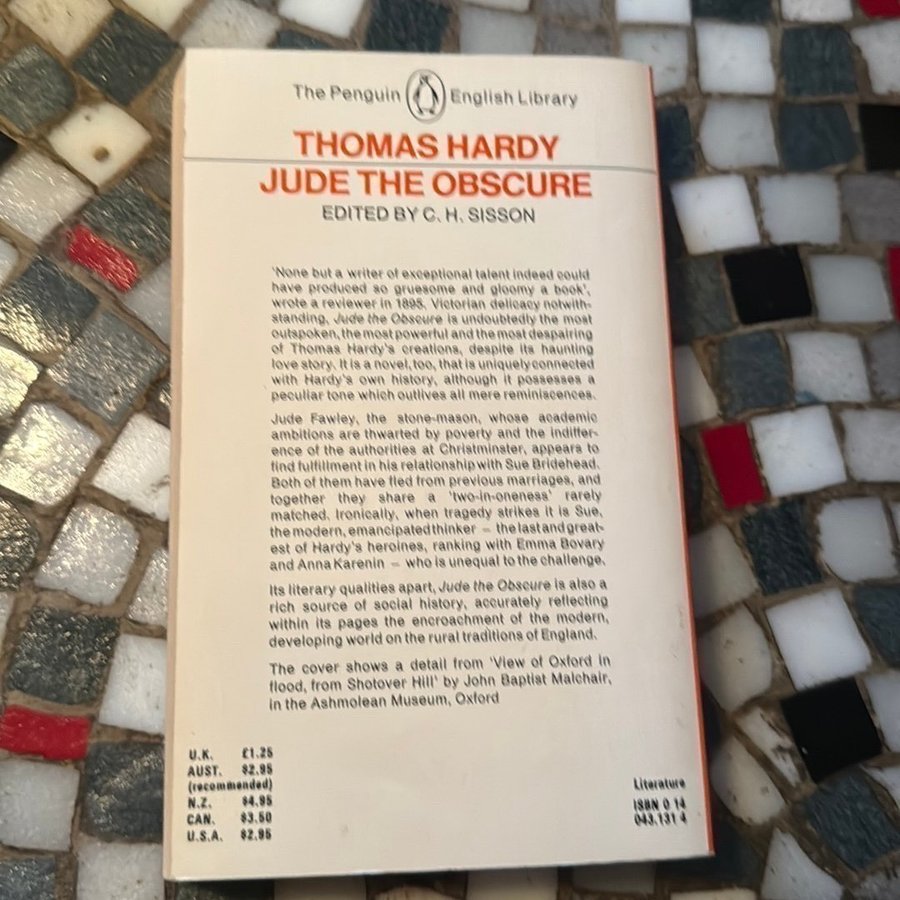 The Penguin English Library
THOMAS HARDY
JUDE THE OBSCURE
EDITED BY C. H. SISSON
'None but a writer of exceptional talent indeed could
have produced so gruesome and gloomy a book',
wrote a reviewer in 1895. Victorian delicacy notwith-
standing, Jude the Obscure is undoubtedly the most
outspoken, the most powerful and the most despairing
of Thomas Hardy's creations, despite its haunting
love story. It is a novel, too, that is uniquely connected
with Hardy's own history, although it possesses a
peculiar tone which outlives all mere reminiscences.
Jude Fawley, the stone-mason, whose academic
ambitions are thwarted by poverty and the indiffer-
ence of the authorities at Christminster, appears to
find fulfillment in his relationship with Sue Bridehead.
Both of them have fled from previous marriages, and
together they share a 'two-in-oneness' rarely
matched. Ironically, when tragedy strikes it is Sue,
the modern, emancipated thinker – the last and great-
est of Hardy's heroines, ranking with Emma Bovary
and Anna Karenin – who is unequal to the challenge.
Its literary qualities apart, Jude the Obscure is also a
rich source of social history, accurately reflecting
within its pages the encroachment of the modern,
developing world on the rural traditions of England.
The cover shows a detail from 'View of Oxford in
flood, from Shotover Hill' by John Baptist Malchair,
in the Ashmolean Museum, Oxford
U.K. £1.25
AUST. $2.95
(recommended)
N.Z. $4.95
CAN. $3.50
U.S.A. $2.95
Literature
ISBN 0 14
043.131 4